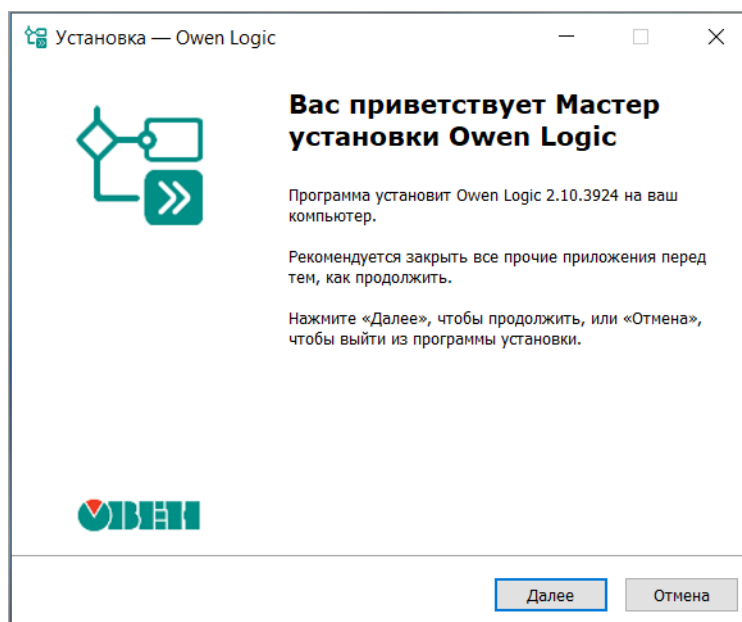 Установка — Owen Logic
Вас приветствует Мастер
установки Owen Logic
Программа установит Owen Logic 2.10.3924 на ваш
компьютер.
Рекомендуется закрыть все прочие приложения перед
тем, как продолжить.
Нажмите «Далее», чтобы продолжить, или «Отмена»,
чтобы выйти из программы установки.
ОВЕН
Далее
Отмена